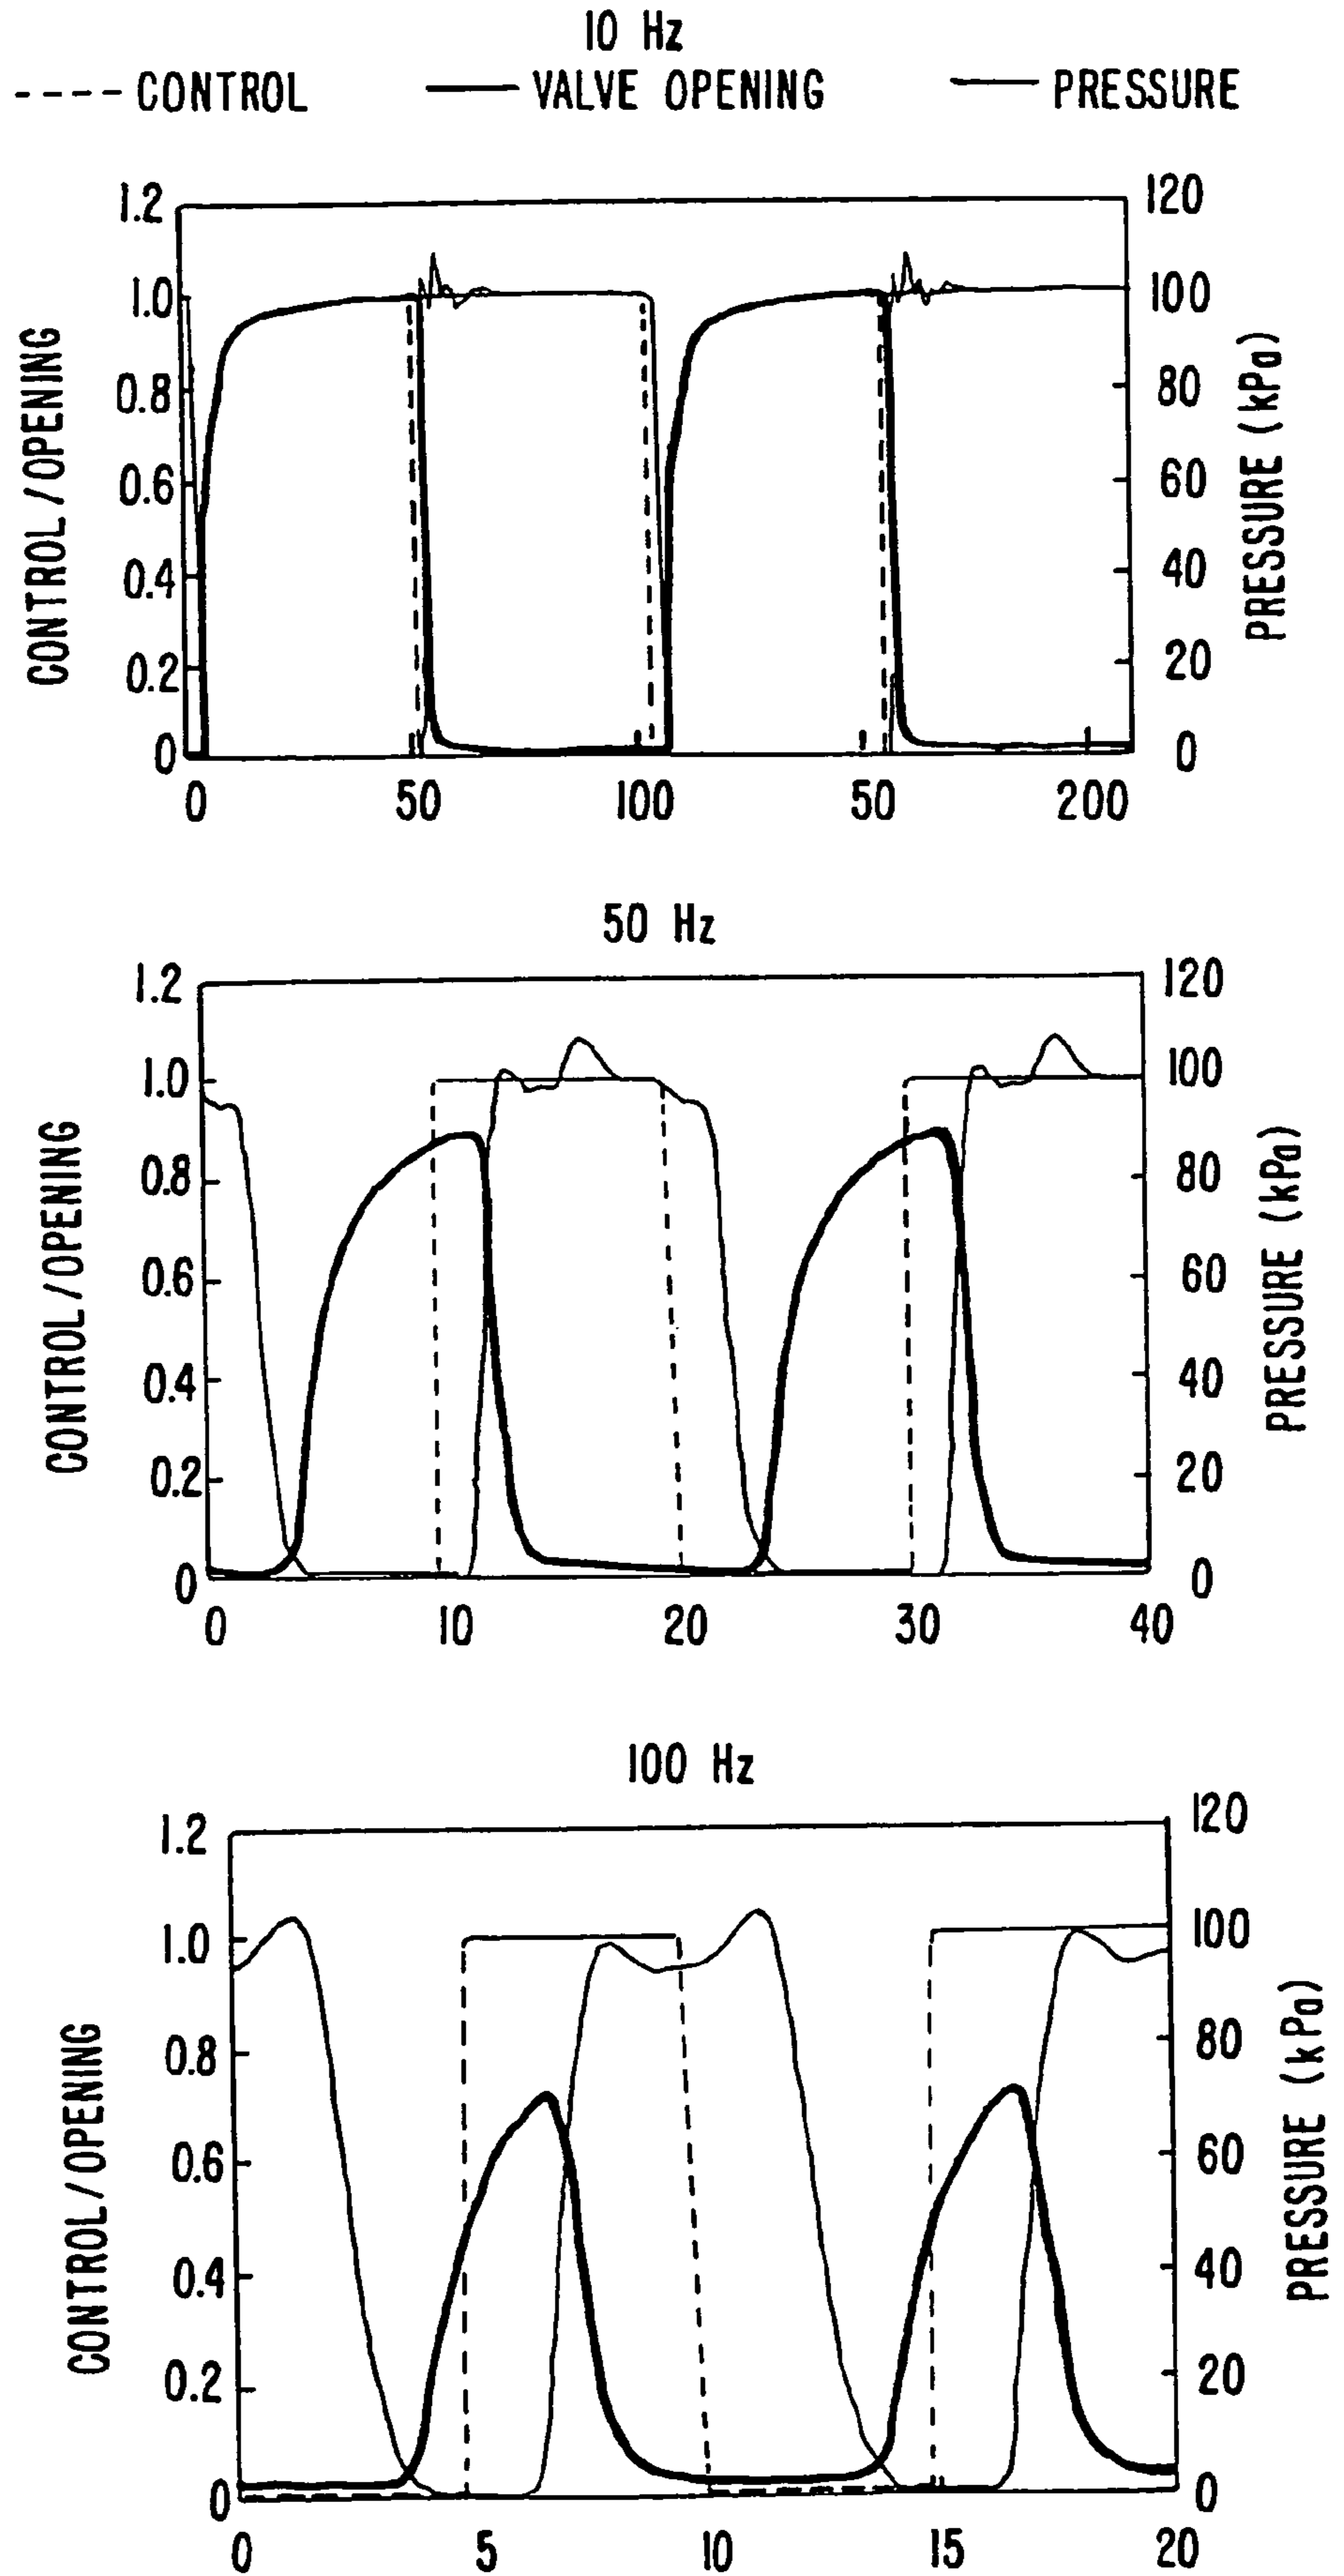 10 Hz
---- CONTROL — VALVE OPENING — PRESSURE
1.2 120
1.0 100
0.8 80
0.6 60
0.4 40
0.2 20
0 0
CONTROL/OPENING
PRESSURE (kPa)
0 50 100 50 200
50 Hz
1.2 120
1.0 100
0.8 80
0.6 60
0.4 40
0.2 20
0 0
CONTROL/OPENING
PRESSURE (kPa)
0 10 20 30 40
100 Hz
1.2 120
1.0 100
0.8 80
0.6 60
0.4 40
0.2 20
0 0
CONTROL/OPENING
PRESSURE (kPa)
0 5 10 15 20